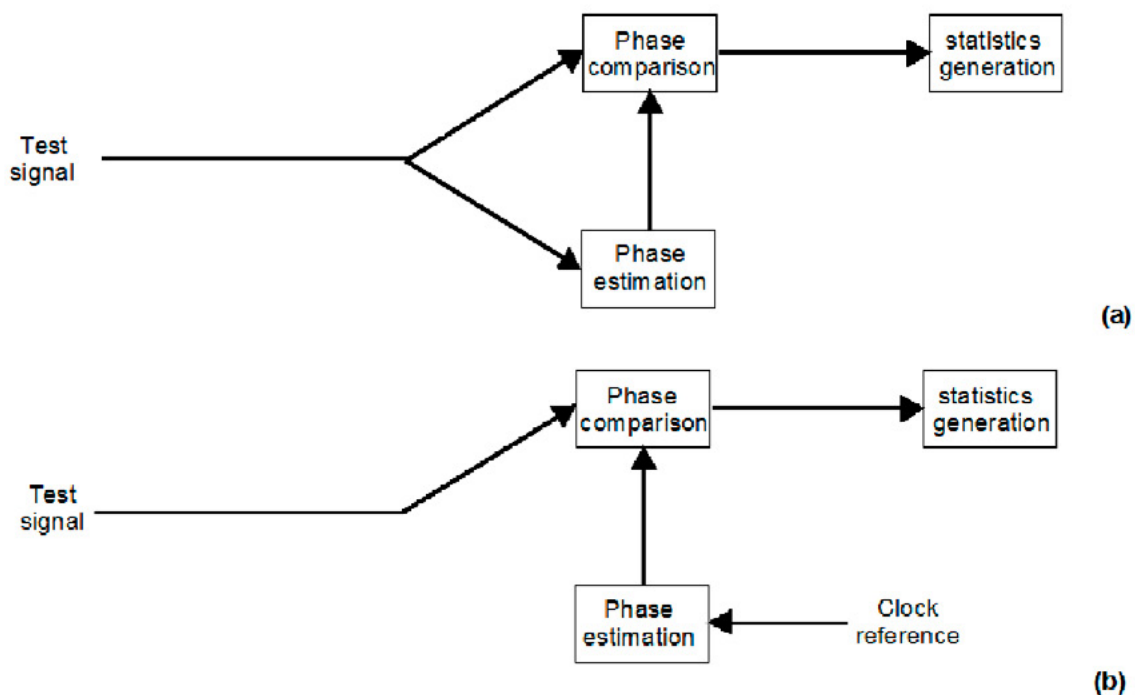 Phase
comparison
statistics
generation
Test
signal
Phase
estimation
(a)
Phase
comparison
statistics
generation
Test
signal
Phase
estimation
Clock
reference
(b)